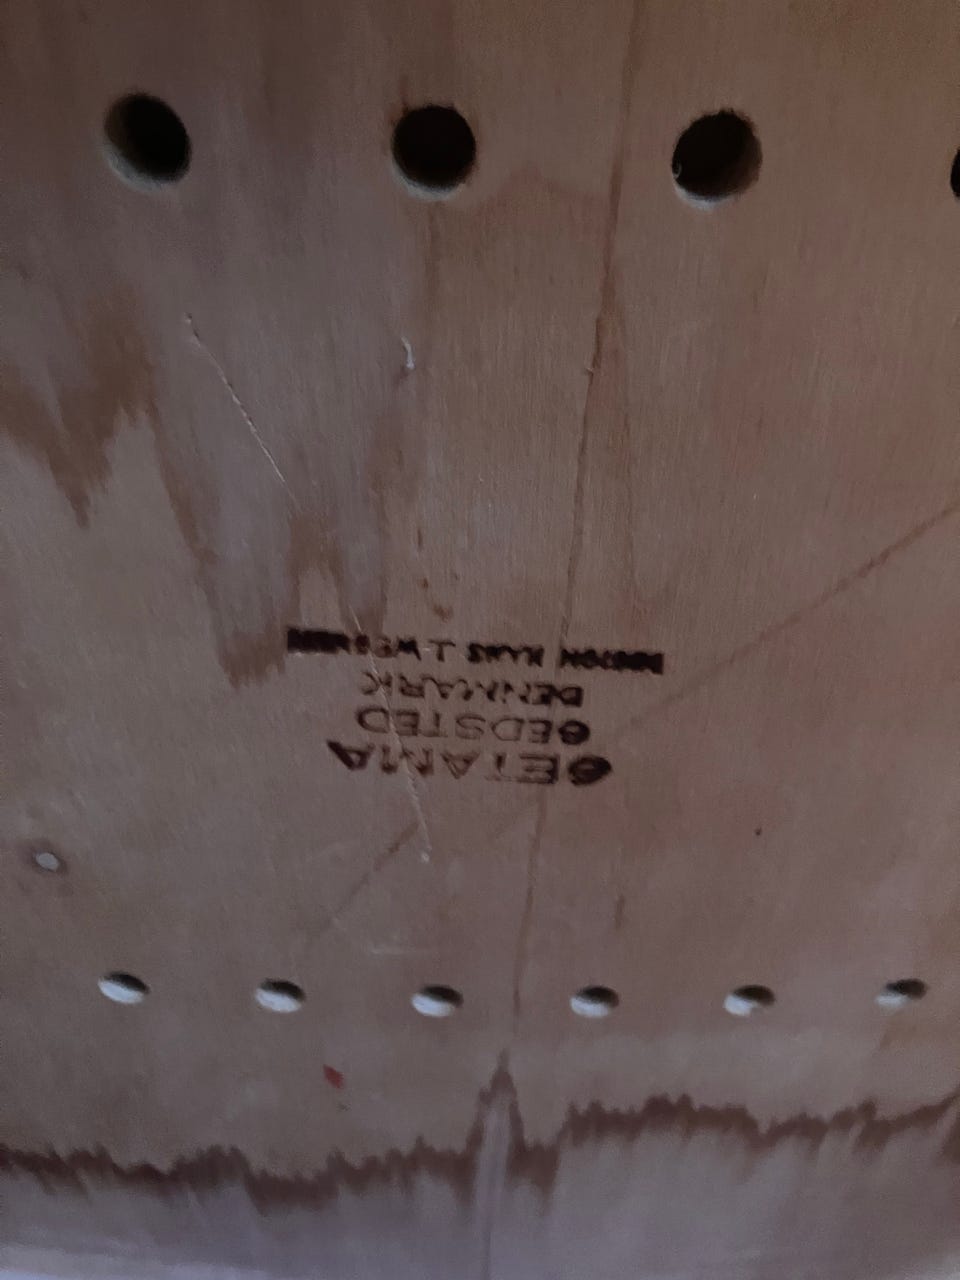 GETAMA
GEDSTED
DENMARK
DESIGN HANS J. WEGNER